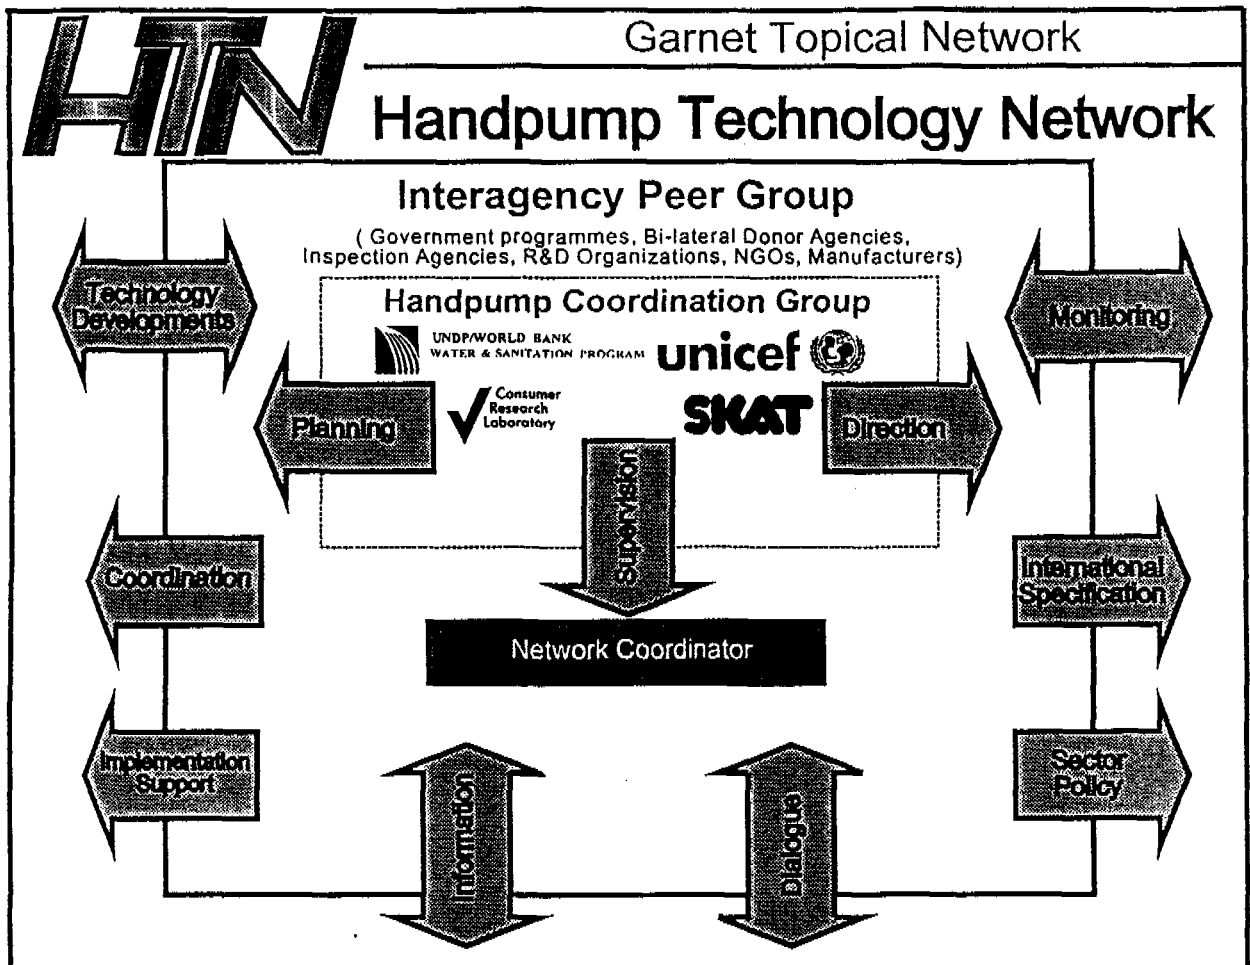 HTN
Garnet Topical Network
Handpump Technology Network
Interagency Peer Group
( Government programmes, Bi-lateral Donor Agencies,
Inspection Agencies, R&D Organizations, NGOs, Manufacturers)
Handpump Coordination Group
UNDP/WORLD BANK
WATER & SANITATION PROGRAM
unicef
Consumer
Research
Laboratory
SKAT
Technology
Developments
Monitoring
Planning
Direction
Supervision
Coordination
International
Specification
Network Coordinator
Implementation
Support
Sector
Policy
Information
Dialogue